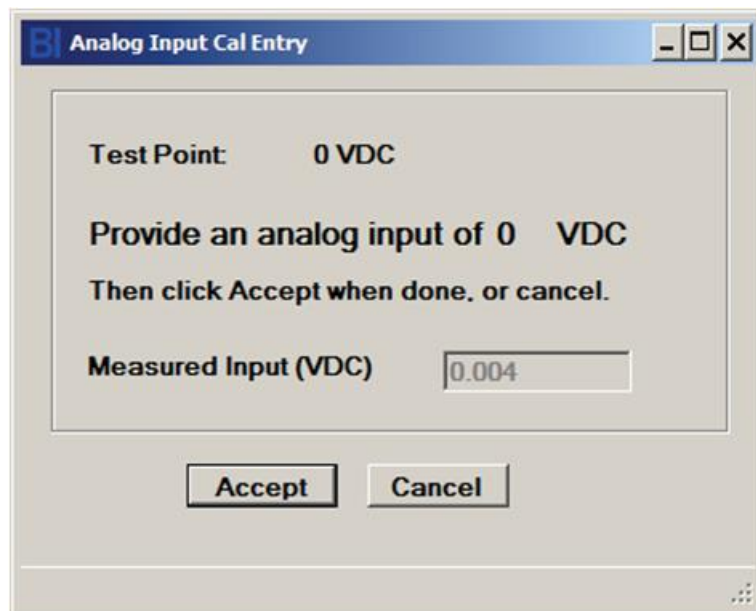 BI Analog Input Cal Entry
Test Point: 0 VDC
Provide an analog input of 0 VDC
Then click Accept when done, or cancel.
Measured Input (VDC) 0.004
Accept Cancel